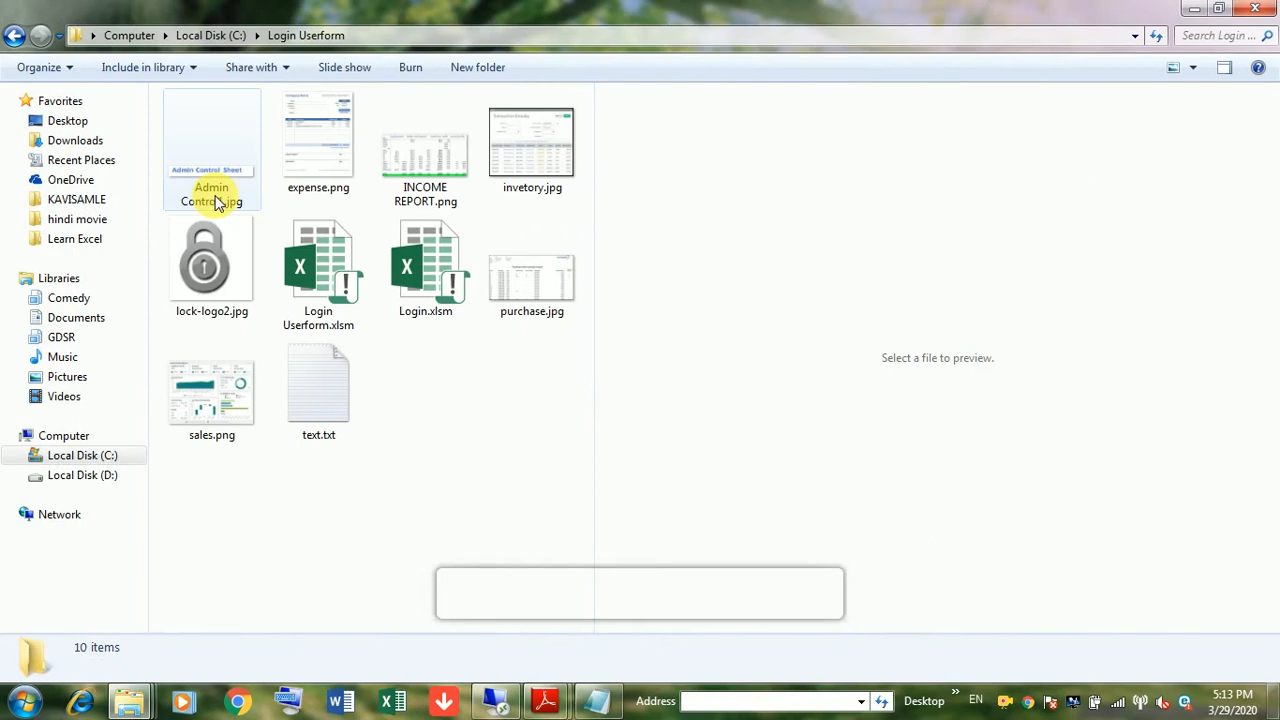 Computer
Local Disk (C:)
Login Userform
Search Login ...
Organize
Include in library
Share with
Slide show
Burn
New folder
Favorites
Desktop
Downloads
Recent Places
OneDrive
KAVISAMLE
hindi movie
Learn Excel
Libraries
Comedy
Documents
GDSR
Music
Pictures
Videos
Computer
Local Disk (C:)
Local Disk (D:)
Network
Admin Control Sheet
Admin
Control.jpg
expense.png
INCOME
REPORT.png
invetory.jpg
lock-logo2.jpg
Login
Userform.xlsm
Login.xlsm
purchase.jpg
sales.png
text.txt
Select a file to preview.
10 items
Address
Desktop
EN
5:13 PM
3/29/2020